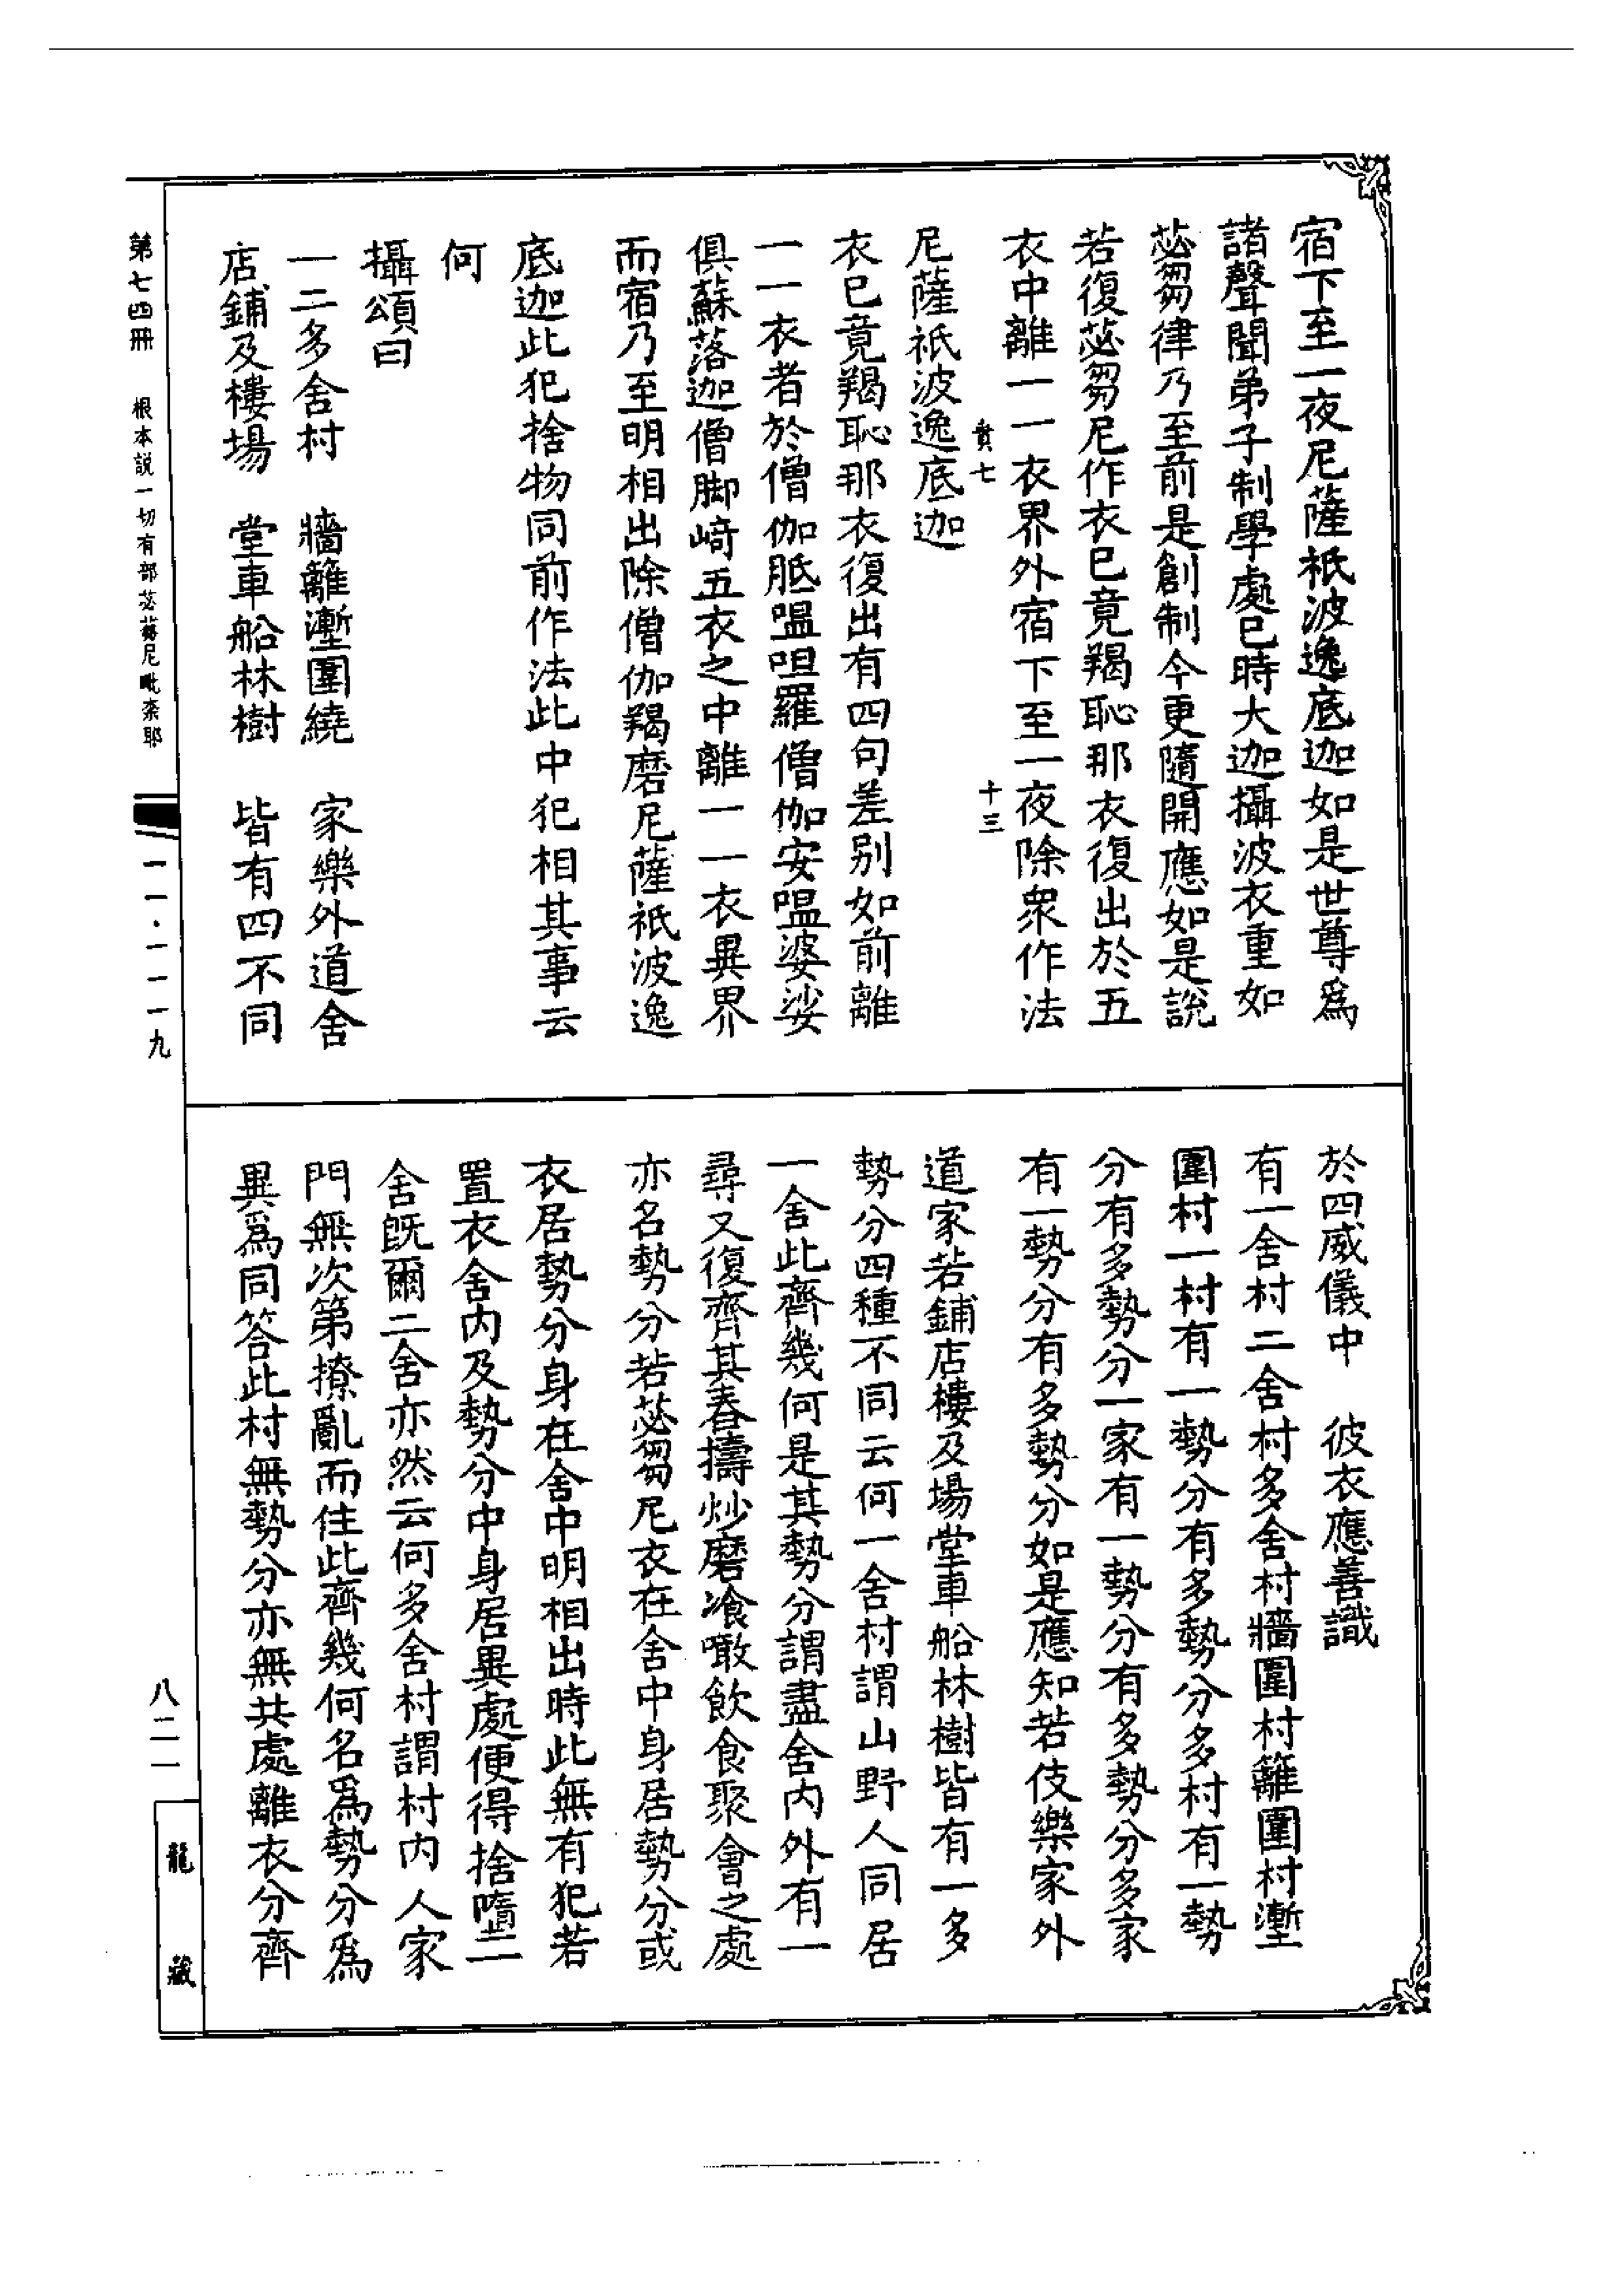 宿下至一夜尼薩祇波逸底迦如是世尊爲
諸聲聞弟子制學處已時大迦攝波衣重如
苾芻律乃至前是創制今更隨開應如是說
若復苾芻尼作衣已竟羯恥那衣復出於五
衣中離一一衣界外宿下至一夜除衆作法
賁七 十三
尼薩祇波逸底迦
衣已竟羯恥那衣復出有四句差別如前離
一一衣者於僧伽胝嗢呾羅僧伽安嗢婆娑
俱蘇落迦僧脚崎五衣之中離一一衣異界
而宿乃至明相出除僧伽羯磨尼薩祇波逸
底迦此犯捨物同前作法此中犯相其事云
何
攝頌曰
一二多舍村 牆籬壍圍繞 家樂外道舍
店鋪及樓場 堂車船林樹 皆有四不同
於四威儀中 彼衣應善識
有一舍村二舍村多舍村牆圍村籬圍村壍
圍村一村有一勢分有多勢分多村有一勢
分有多勢分一家有一勢分有多勢分多家
有一勢分有多勢分如是應知若伎樂家外
道家若鋪店樓及場堂車船林樹皆有一多
勢分四種不同云何一舍村謂山野人同居
一舍此齊幾何是其勢分謂盡舍内外有一
尋又復齊其舂擣炒磨飡噉飲食聚會之處
亦名勢分若苾芻尼衣在舍中身居勢分或
衣居勢分身在舍中明相出時此無有犯若
置衣舍内及勢分中身居異處便得捨墮一
舍旣爾二舍亦然云何多舍村謂村内人家
門無次第撩亂而住此齊幾何名爲勢分爲
異爲同答此村無勢分亦無共處離衣分齊
第七四冊 根本説一切有部苾蒭尼毗奈耶
一一·一一一九
八二一
龍藏